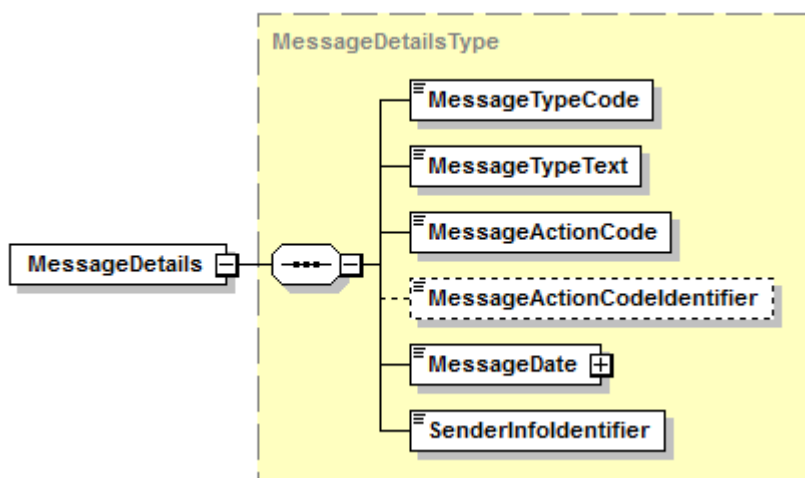 MessageDetailsType
MessageTypeCode
MessageTypeText
MessageActionCode
MessageDetails
MessageActionCodeIdentifier
MessageDate
SenderInfoIdentifier